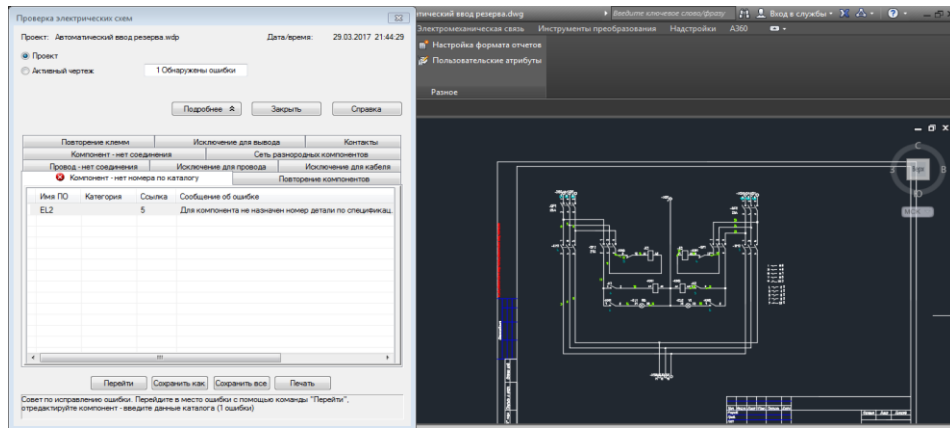 Проверка электрических схем
Проект: Автоматический ввод резерва.wdp Дата/время: 29.03.2017 21:44:29
Проект
Активный чертеж 1 Обнаружены ошибки
Подробнее Закрыть Справка
Повторение клемм Исключение для вывода Контакты
Компонент - нет соединения Сеть разнородных компонентов
Провод - нет соединения Исключение для провода Исключение для кабеля
Компонент - нет номера по каталогу Повторение компонентов
Имя ПО Категория Ссылка Сообщение об ошибке
EL2 5 Для компонента не назначен номер детали по спецификац
Перейти Сохранить как Сохранить все Печать
Совет по исправлению ошибки. Перейдите в место ошибки с помощью команды "Перейти",
отредактируйте компонент - введите данные каталога (1 ошибки)
тический ввод резерва.dwg Введите ключевое слово/фразу Вход в службы
Электромеханическая связь Инструменты преобразования Надстройки A360
Настройка формата отчетов
Пользовательские атрибуты
Разное
С
В
Ю
З
Верх
МСК